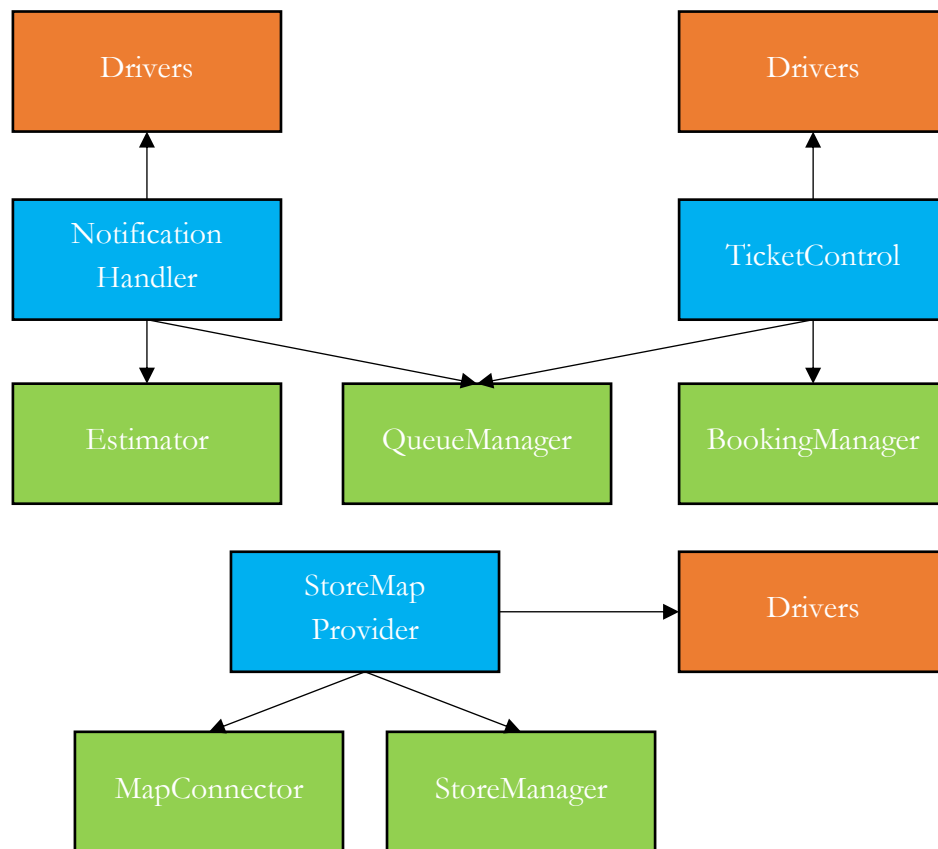 Drivers
Drivers
Notification
Handler
TicketControl
Estimator
QueueManager
BookingManager
StoreMap
Provider
Drivers
MapConnector
StoreManager